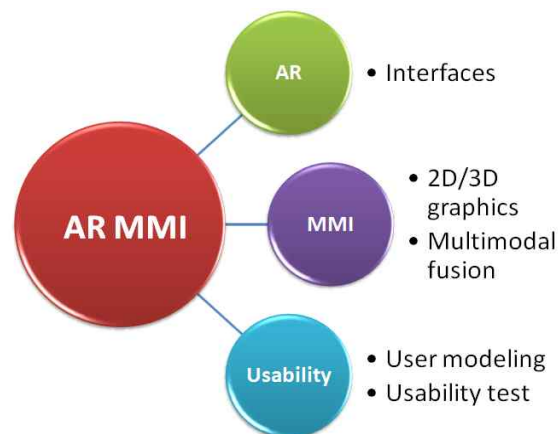 AR MMI
AR
• Interfaces
MMI
• 2D/3D
graphics
• Multimodal
fusion
Usability
• User modeling
• Usability test